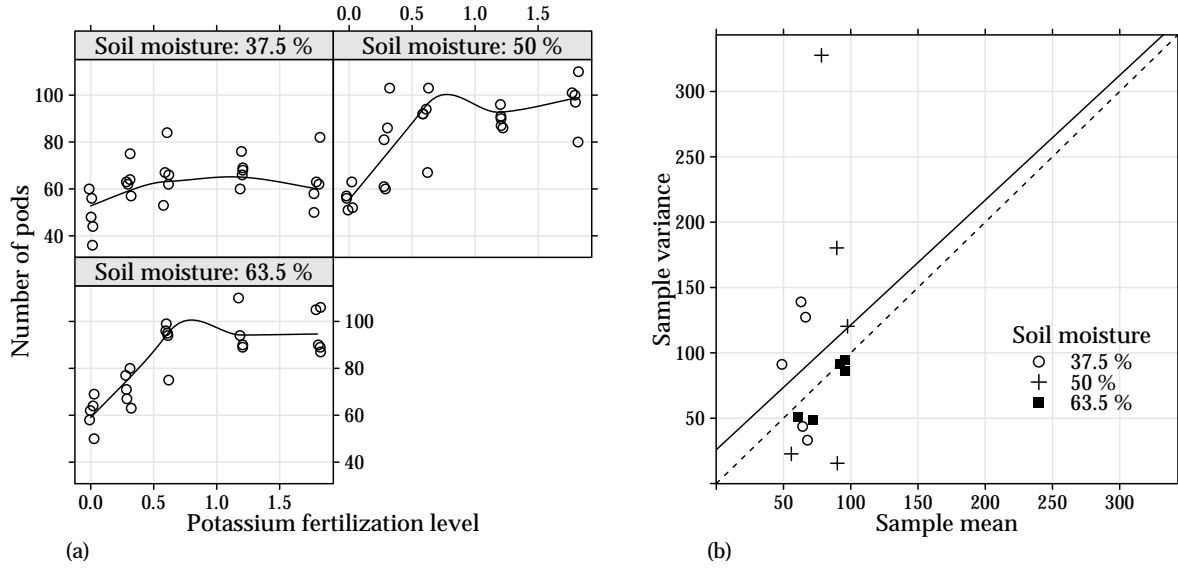 0.0 0.5 1.0 1.5
Soil moisture: 37.5 %
Soil moisture: 50 %
100
80
60
40
Number of pods
Soil moisture: 63.5 %
100
80
60
40
0.0 0.5 1.0 1.5
Potassium fertilization level
(a)
Sample variance
300
250
200
150
100
50
Soil moisture
37.5 %
50 %
63.5 %
50 100 150 200 250 300
Sample mean
(b)